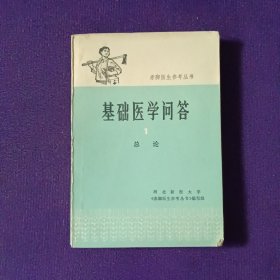 赤脚医生参考丛书
基础医学问答
1
总论
河北新医大学
《赤脚医生参考丛书》编写组